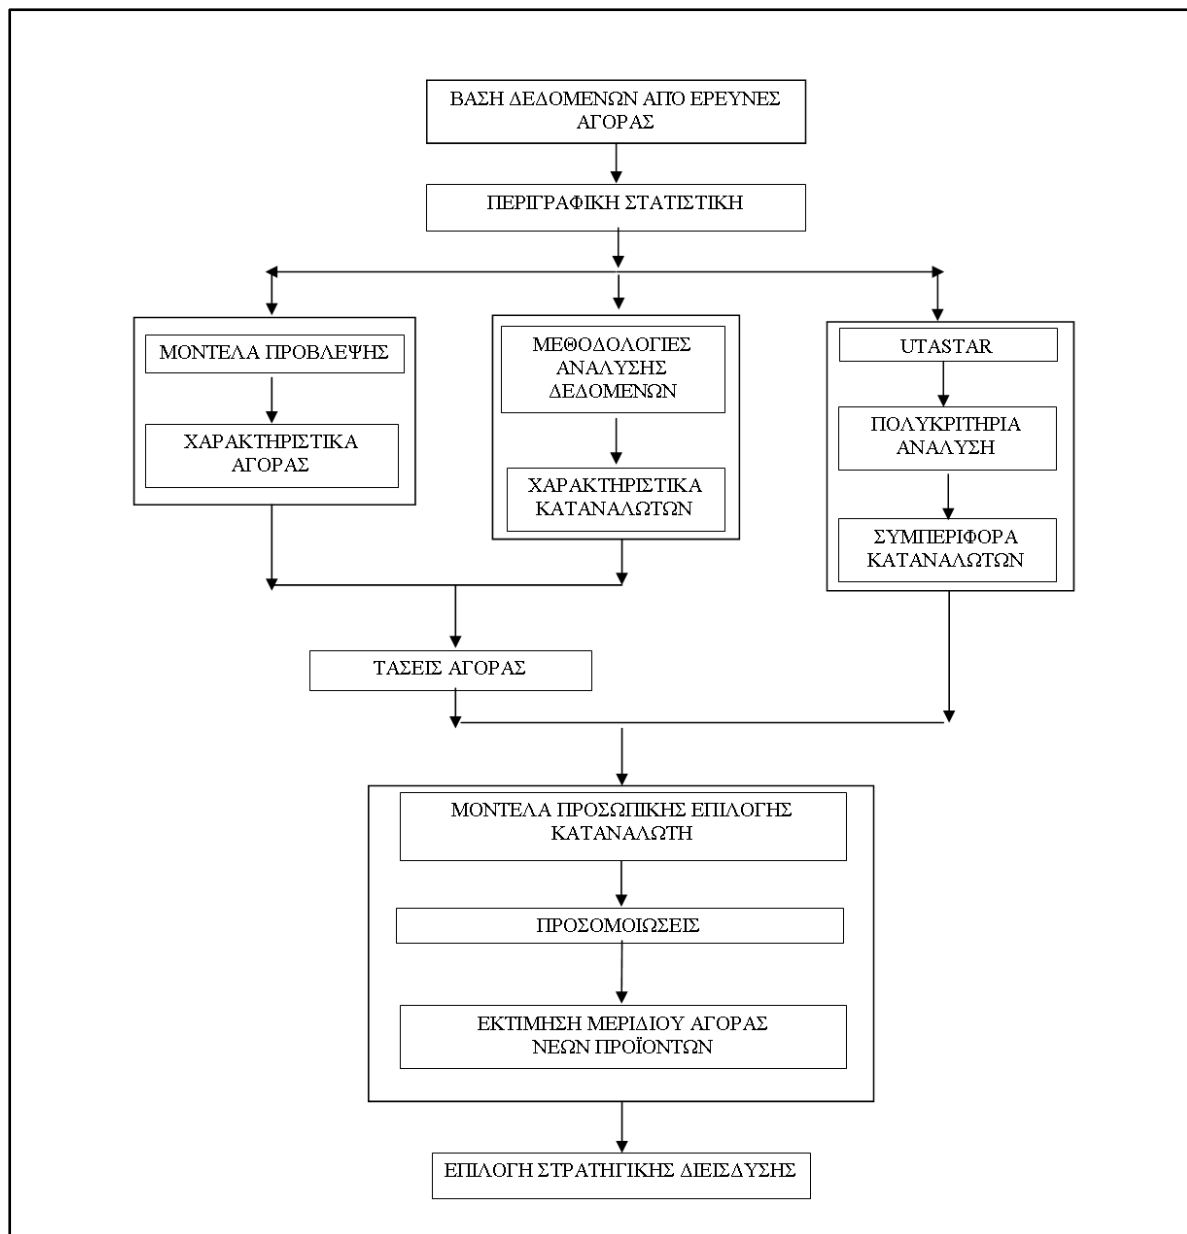 ΒΑΣΗ ΔΕΔΟΜΕΝΩΝ ΑΠΌ ΕΡΕΥΝΕΣ
ΑΓΟΡΑΣ
ΠΕΡΙΓΡΑΦΙΚΗ ΣΤΑΤΙΣΤΙΚΗ
ΜΟΝΤΕΛΑ ΠΡΟΒΛΕΨΗΣ
ΧΑΡΑΚΤΗΡΙΣΤΙΚΑ
ΑΓΟΡΑΣ
ΜΕΘΟΔΟΛΟΓΙΕΣ
ΑΝΑΛΥΣΗΣ
ΔΕΔΟΜΕΝΩΝ
ΧΑΡΑΚΤΗΡΙΣΤΙΚΑ
ΚΑΤΑΝΑΛΩΤΩΝ
UTASTAR
ΠΟΛΥΚΡΙΤΗΡΙΑ
ΑΝΑΛΥΣΗ
ΣΥΜΠΕΡΙΦΟΡΑ
ΚΑΤΑΝΑΛΩΤΩΝ
ΤΑΣΕΙΣ ΑΓΟΡΑΣ
ΜΟΝΤΕΛΑ ΠΡΟΣΩΠΙΚΗΣ ΕΠΙΛΟΓΗΣ
ΚΑΤΑΝΑΛΩΤΗ
ΠΡΟΣΟΜΟΙΩΣΕΙΣ
ΕΚΤΙΜΗΣΗ ΜΕΡΙΔΙΟΥ ΑΓΟΡΑΣ
ΝΕΩΝ ΠΡΟΪΟΝΤΩΝ
ΕΠΙΛΟΓΗ ΣΤΡΑΤΗΓΙΚΗΣ ΔΙΕΙΣΔΥΣΗΣ